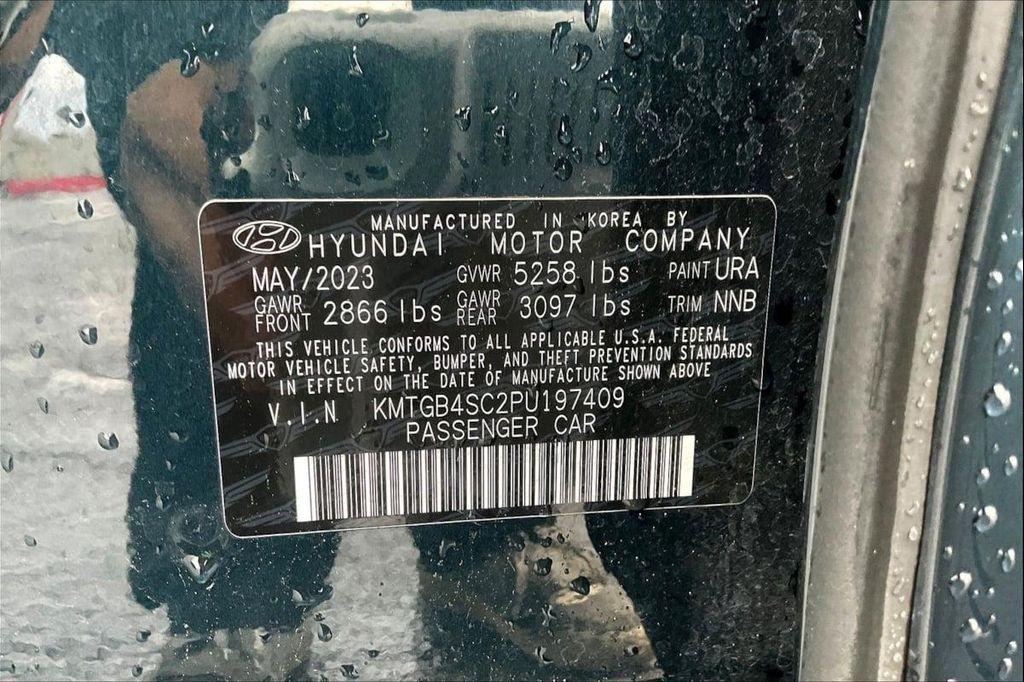 MANUFACTURED IN KOREA BY
HYUNDAI MOTOR COMPANY
MAY/2023 GVWR 5258 lbs PAINT URA
GAWR FRONT 2866 lbs GAWR REAR 3097 lbs TRIM NNB
THIS VEHICLE CONFORMS TO ALL APPLICABLE U.S.A. FEDERAL
MOTOR VEHICLE SAFETY, BUMPER, AND THEFT PREVENTION STANDARDS
IN EFFECT ON THE DATE OF MANUFACTURE SHOWN ABOVE
V.I.N KMTGB4SC2PU197409
PASSENGER CAR